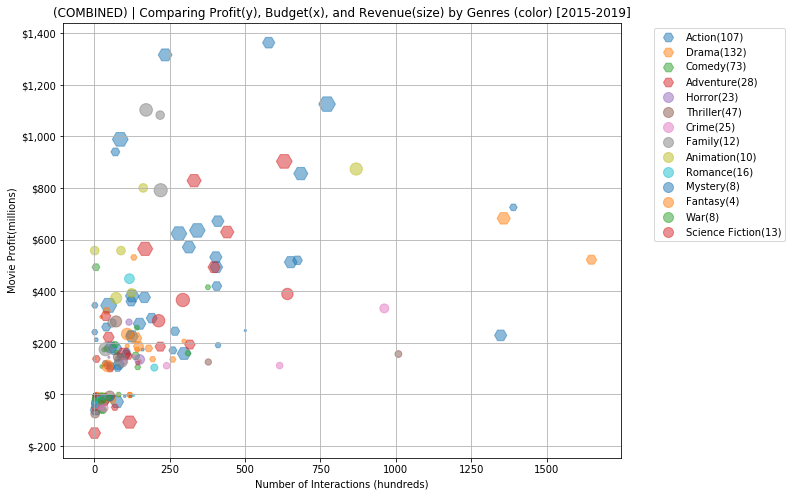 (COMBINED) | Comparing Profit(y), Budget(x), and Revenue(size) by Genres (color) [2015-2019]
$1,400
$1,200
$1,000
$800
$600
$400
$200
$0
$-200
Movie Profit(millions)
0 250 500 750 1000 1250 1500
Number of Interactions (hundreds)
Action(107)
Drama(132)
Comedy(73)
Adventure(28)
Horror(23)
Thriller(47)
Crime(25)
Family(12)
Animation(10)
Romance(16)
Mystery(8)
Fantasy(4)
War(8)
Science Fiction(13)